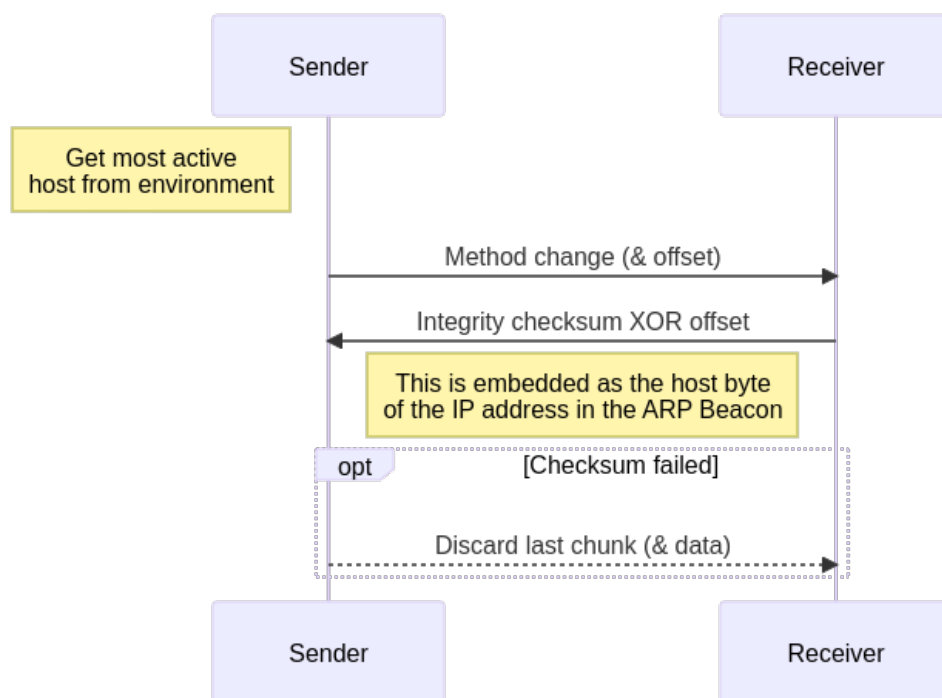 Sender
Receiver
Get most active
host from environment
Method change (& offset)
Integrity checksum XOR offset
This is embedded as the host byte
of the IP address in the ARP Beacon
opt
[Checksum failed]
Discard last chunk (& data)
Sender
Receiver